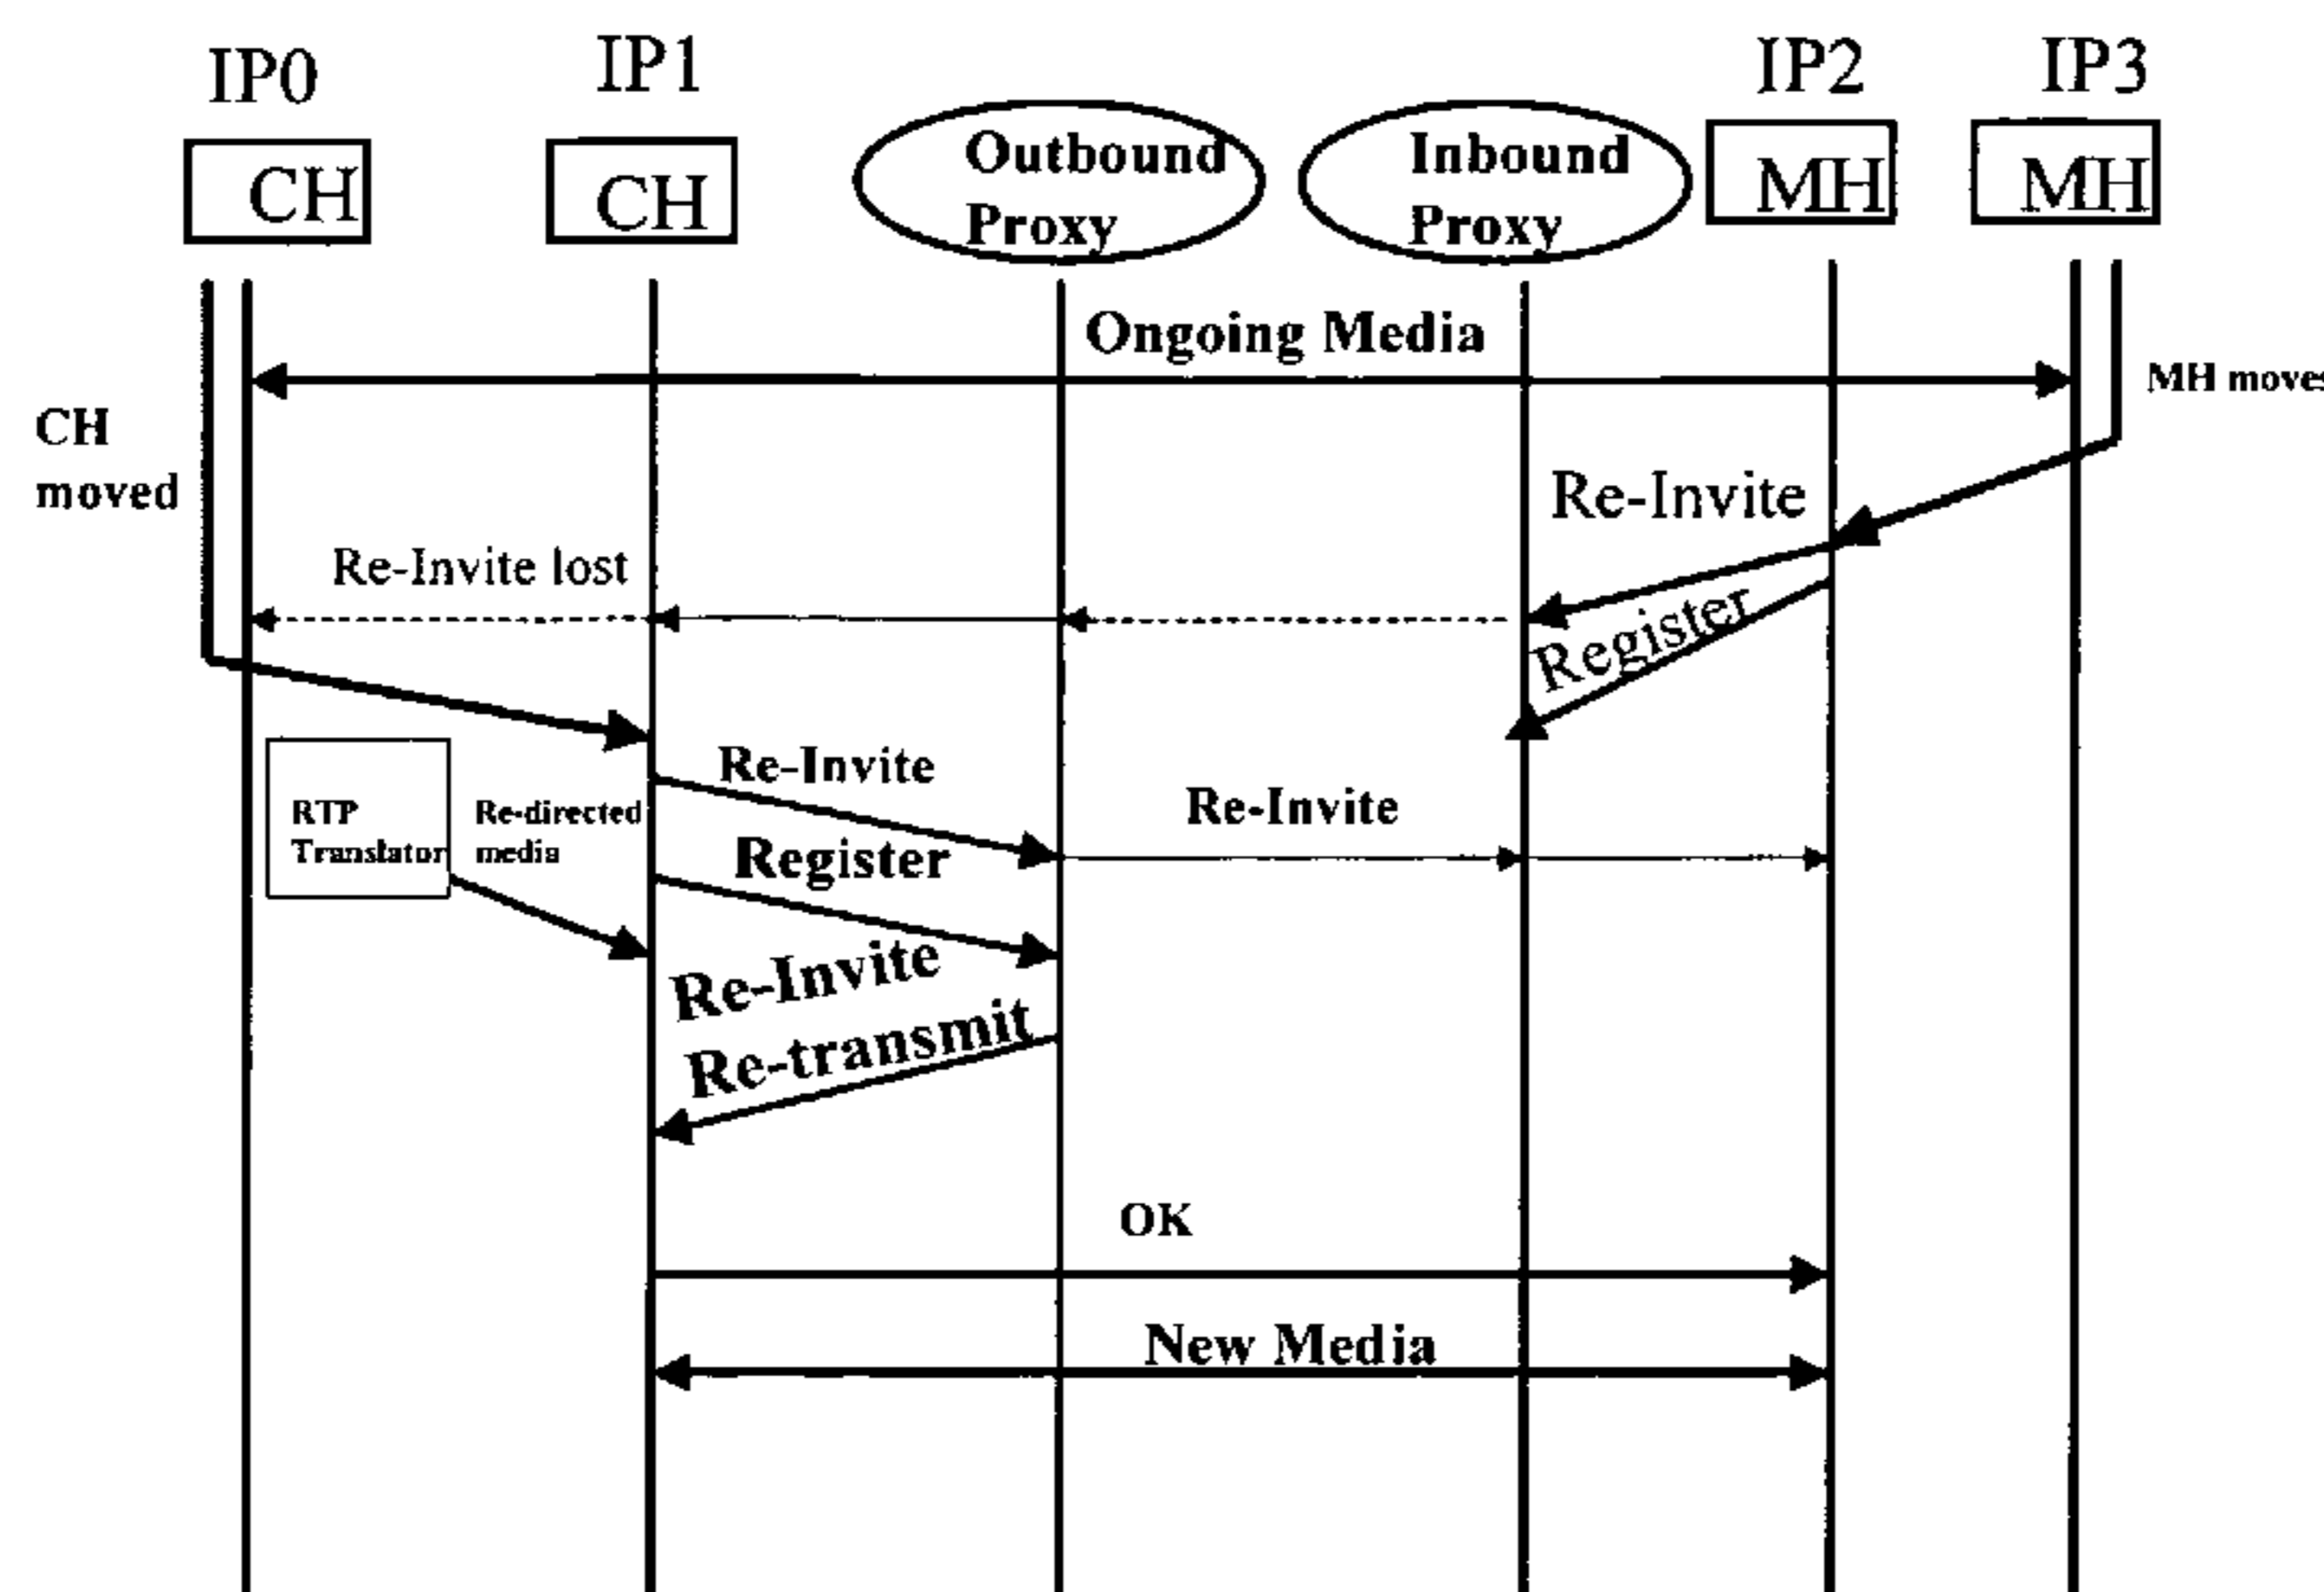 IP0
IP1
IP2
IP3
CH
CH
Outbound
Proxy
Inbound
Proxy
MH
MH
Ongoing Media
MH moves
CH
moved
Re-Invite
Re-Invite lost
Register
Re-Invite
Re-Invite
RTP
Translator
Re-directed
media
Register
Re-Invite
Re-transmit
OK
New Media